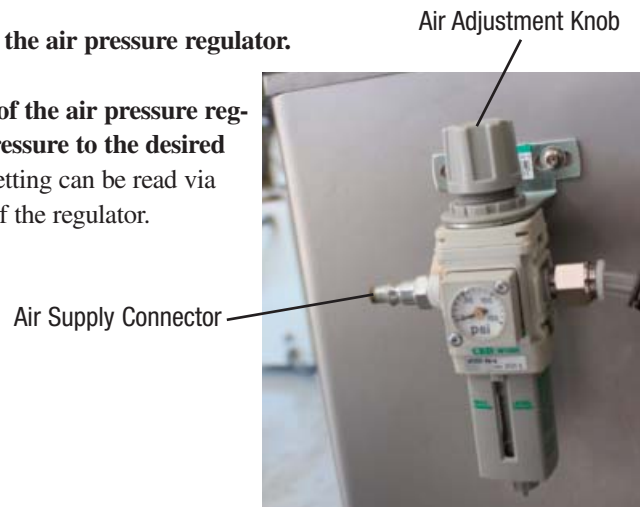 the air pressure regulator.
Air Adjustment Knob
of the air pressure reg-
ressure to the desired
etting can be read via
f the regulator.
Air Supply Connector
psi
CKD